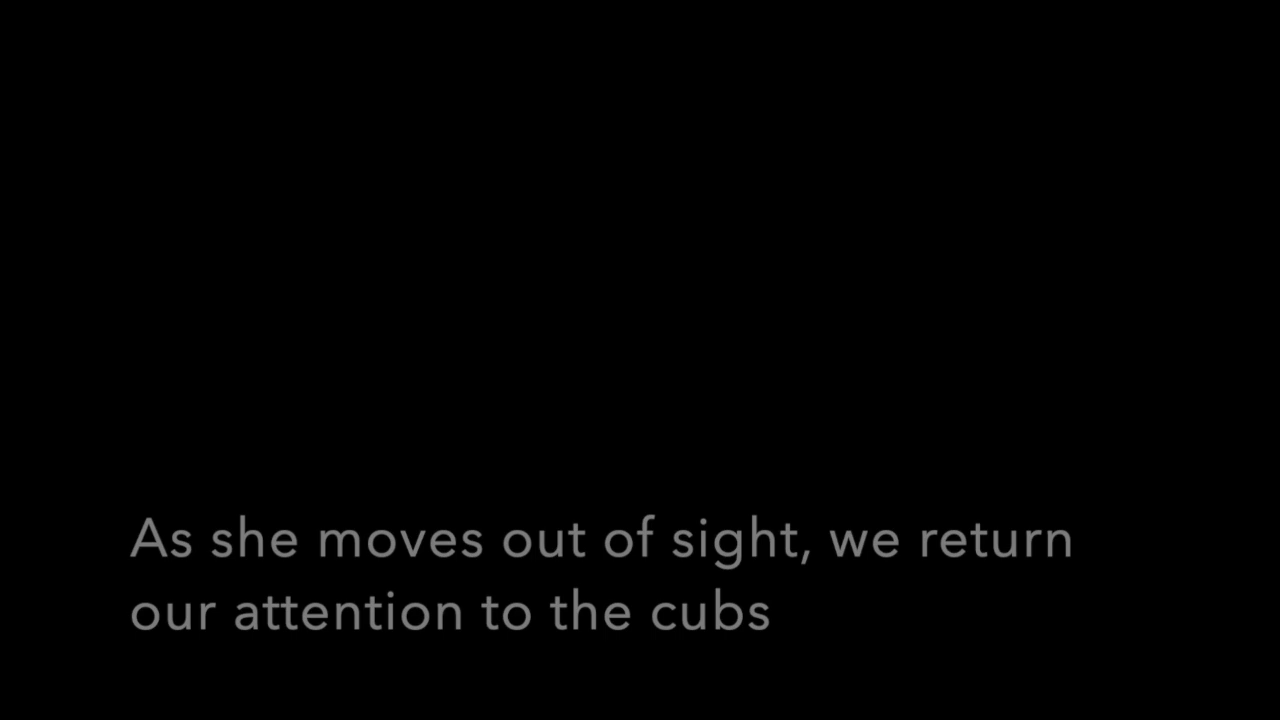 As she moves out of sight, we return
our attention to the cubs